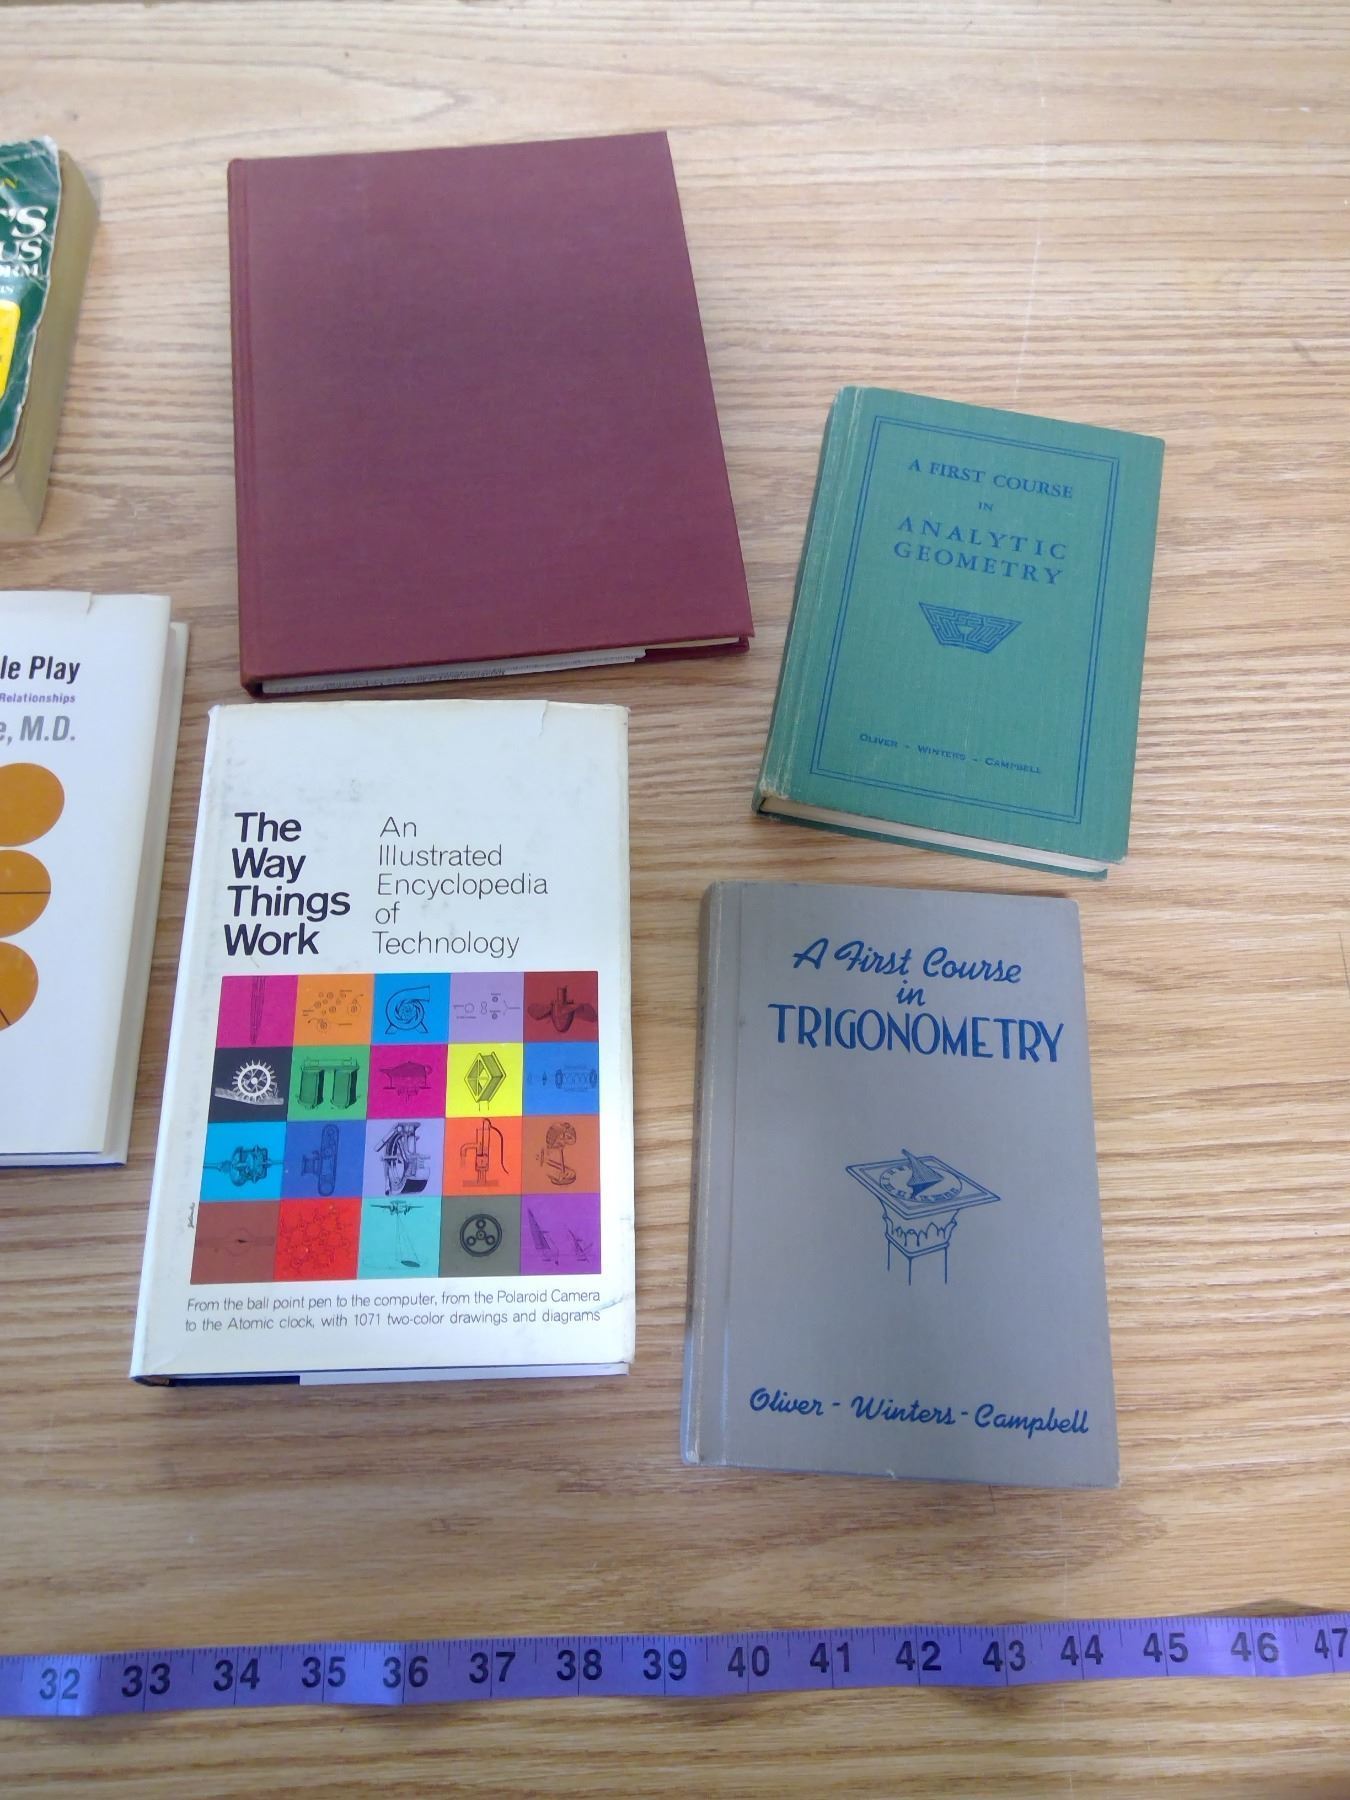 'S
US
ORM
le Play
Relationships
e, M.D.
A FIRST COURSE
IN
ANALYTIC
GEOMETRY
OLIVER - WINTERS - CAMPBELL
The
Way
Things
Work
An
Illustrated
Encyclopedia
of
Technology
From the ball point pen to the computer, from the Polaroid Camera
to the Atomic clock, with 1071 two-color drawings and diagrams
A First Course
in
TRIGONOMETRY
Oliver - Winters - Campbell
32 33 34 35 36 37 38 39 40 41 42 43 44 45 46 47